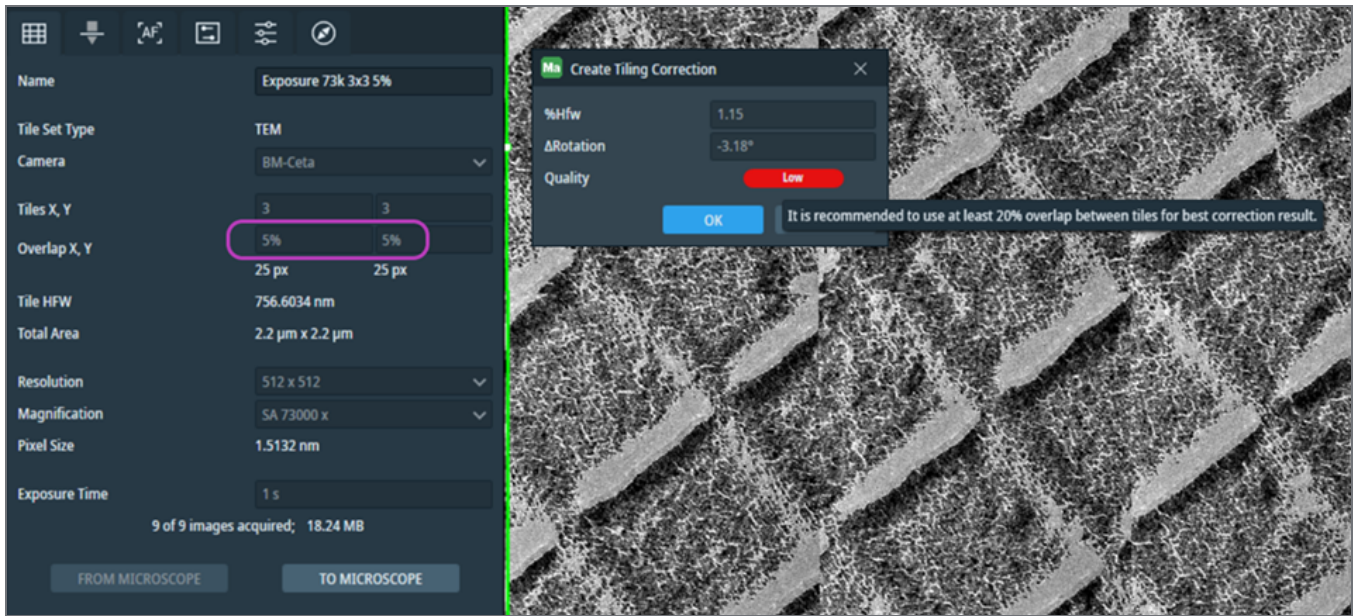 [AF]
Name Exposure 73k 3x3 5%
Tile Set Type TEM
Camera BM-Ceta
Tiles X, Y 3 3
Overlap X, Y 5% 5%
25 px 25 px
Tile HFW 756.6034 nm
Total Area 2.2 µm x 2.2 µm
Resolution 512 x 512
Magnification SA 73000 x
Pixel Size 1.5132 nm
Exposure Time 1 s
9 of 9 images acquired; 18.24 MB
FROM MICROSCOPE TO MICROSCOPE
Ma Create Tiling Correction
%Hfw 1.15
ΔRotation -3.18°
Quality Low
OK
It is recommended to use at least 20% overlap between tiles for best correction result.